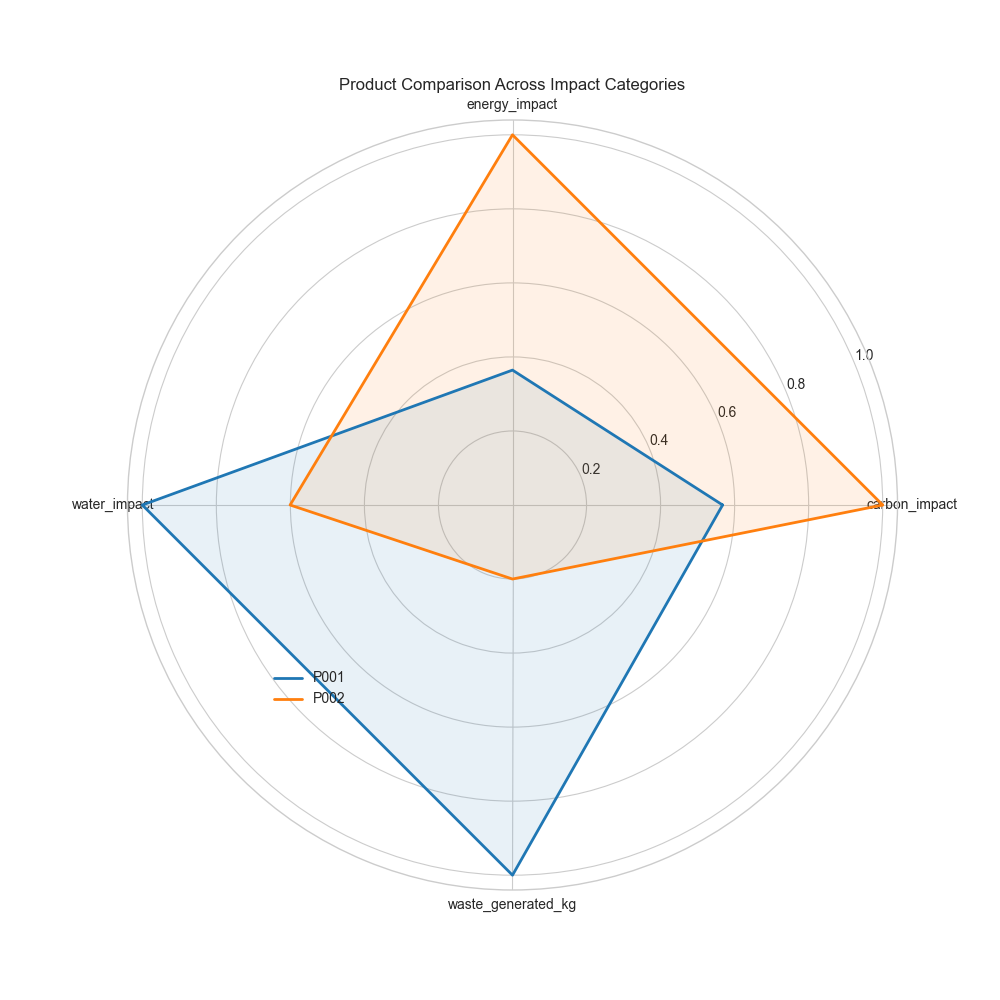 Product Comparison Across Impact Categories
energy_impact
1.0
0.8
0.6
0.4
0.2
water_impact
carbon_impact
P001
P002
waste_generated_kg